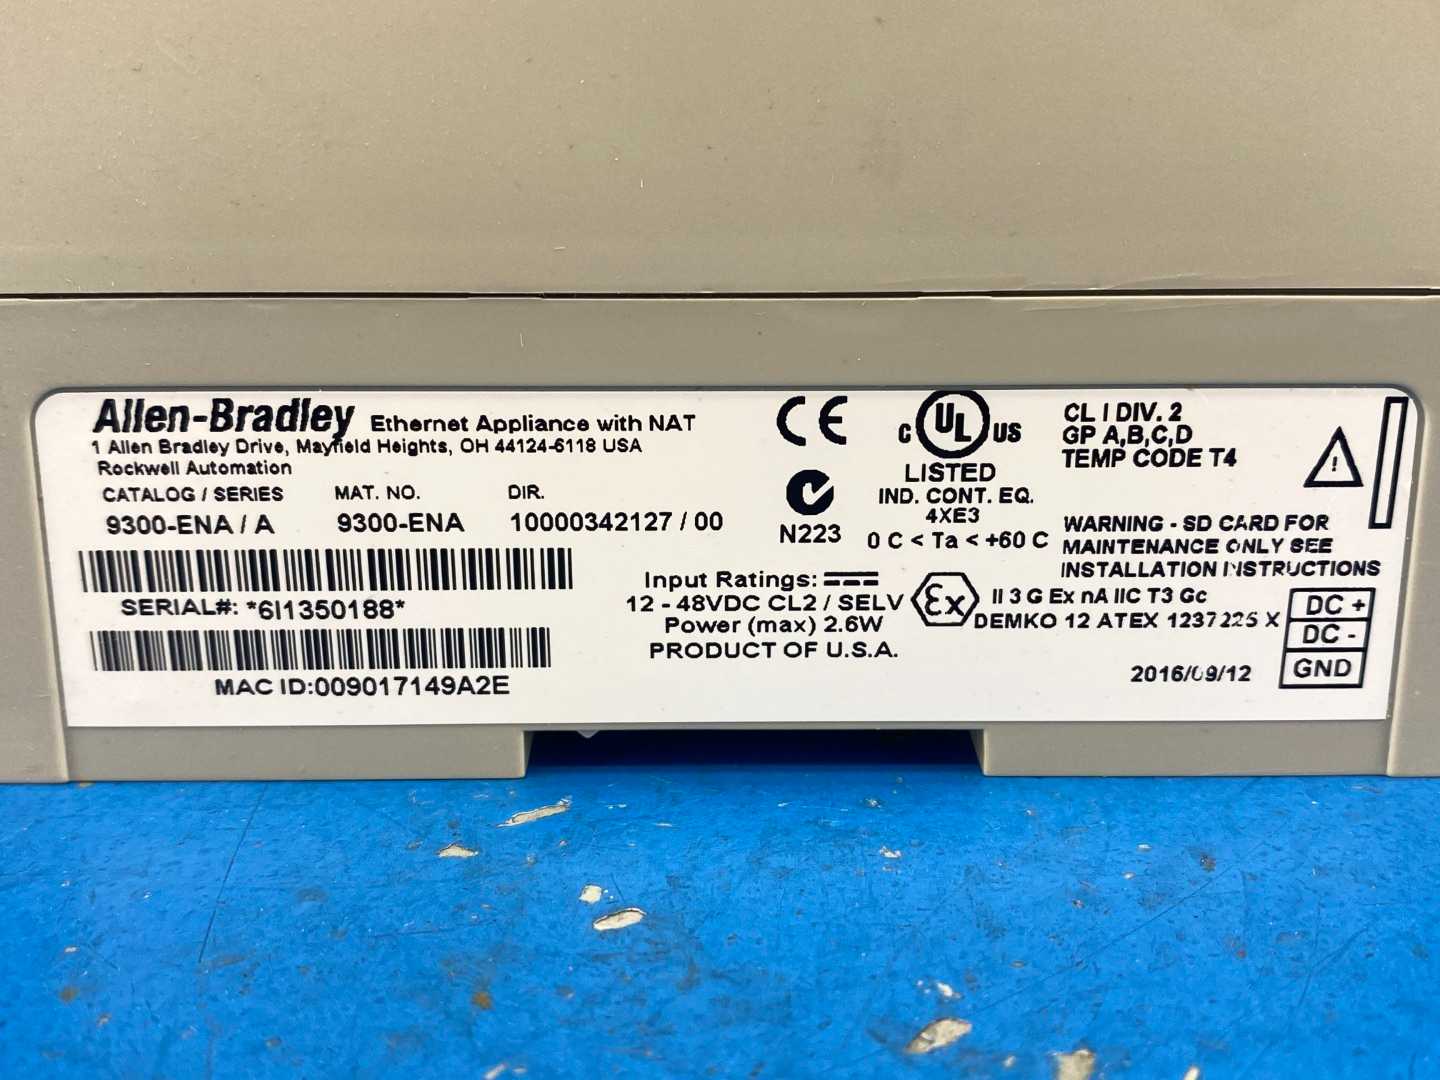 Allen-Bradley Ethernet Appliance with NAT
1 Allen Bradley Drive, Mayfield Heights, OH 44124-6118 USA
Rockwell Automation
CATALOG / SERIES MAT. NO. DIR.
9300-ENA / A 9300-ENA 10000342127 / 00
SERIAL#: *6I1350188*
MAC ID:009017149A2E
CE
N223
C UL US
LISTED
IND. CONT. EQ.
4XE3
0 C < Ta < +60 C
Input Ratings:
12 - 48VDC CL2 / SELV
Power (max) 2.6W
PRODUCT OF U.S.A.
CL I DIV. 2
GP A,B,C,D
TEMP CODE T4
!
WARNING - SD CARD FOR
MAINTENANCE ONLY SEE
INSTALLATION INSTRUCTIONS
Ex II 3 G Ex nA IIC T3 Gc
DEMKO 12 ATEX 1237225 X
2016/09/12
DC +
DC -
GND